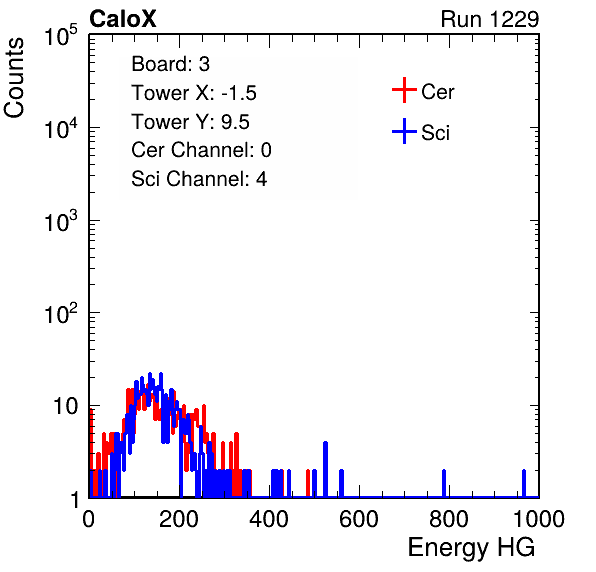 CaloX
Run 1229
Counts
10^5
10^4
10^3
10^2
10
1
Board: 3
Tower X: -1.5
Tower Y: 9.5
Cer Channel: 0
Sci Channel: 4
Cer
Sci
0 200 400 600 800 1000
Energy HG